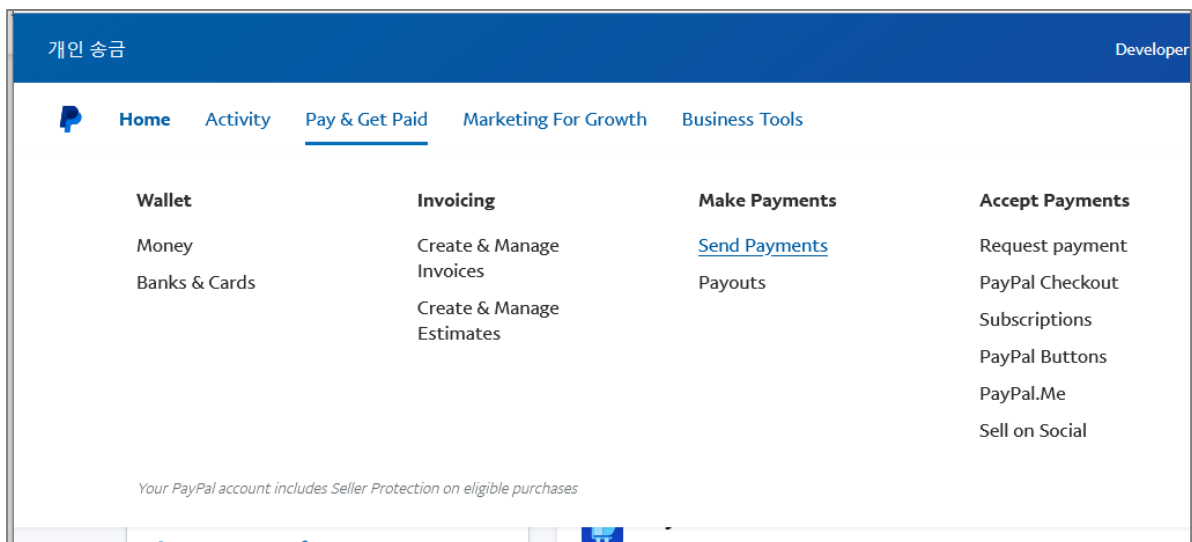 개인 송금
Developer
Home Activity Pay & Get Paid Marketing For Growth Business Tools
Wallet
Money
Banks & Cards
Invoicing
Create & Manage
Invoices
Create & Manage
Estimates
Make Payments
Send Payments
Payouts
Accept Payments
Request payment
PayPal Checkout
Subscriptions
PayPal Buttons
PayPal.Me
Sell on Social
Your PayPal account includes Seller Protection on eligible purchases